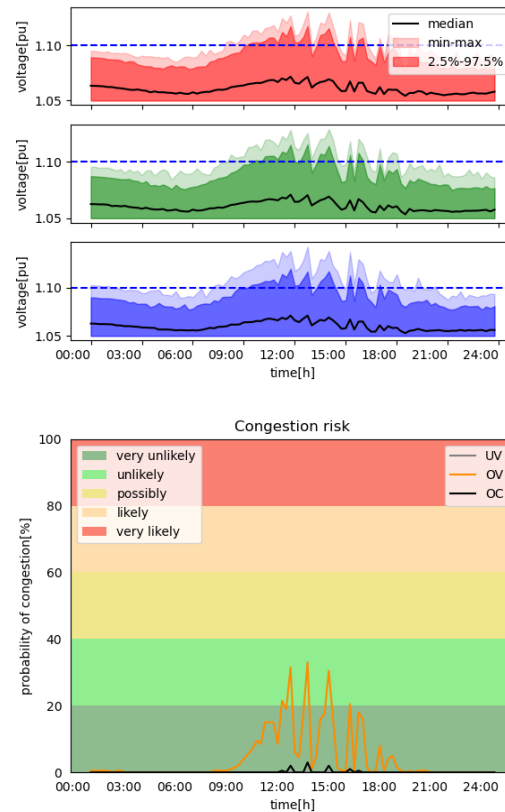 voltage[pu]
1.10
1.05
median
min-max
2.5%-97.5%
voltage[pu]
1.10
1.05
voltage[pu]
1.10
1.05
00:00 03:00 06:00 09:00 12:00 15:00 18:00 21:00 24:00
time[h]
Congestion risk
probability of congestion[%]
100
80
60
40
20
0
very unlikely
unlikely
possibly
likely
very likely
UV
OV
OC
00:00 03:00 06:00 09:00 12:00 15:00 18:00 21:00 24:00
time[h]